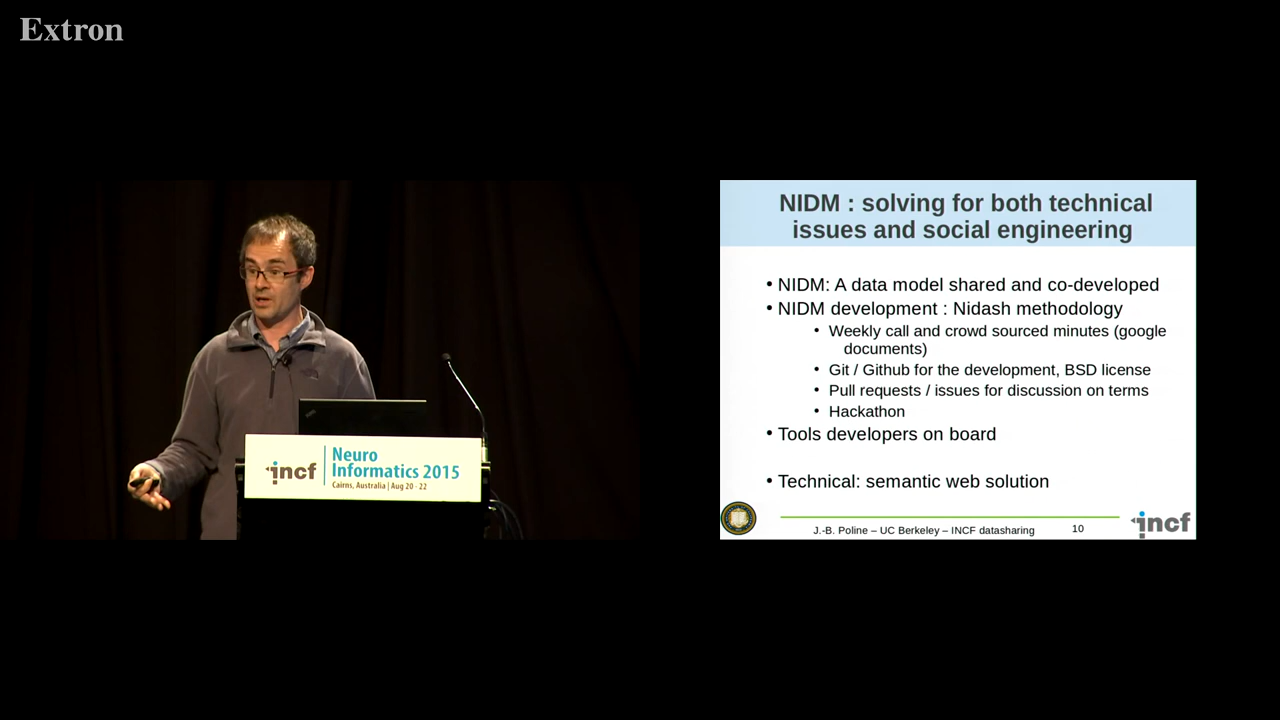 Extron
incf
Neuro
Informatics 2015
Cairns, Australia | Aug 20 - 22
NIDM : solving for both technical
issues and social engineering
• NIDM: A data model shared and co-developed
• NIDM development : Nidash methodology
• Weekly call and crowd sourced minutes (google
documents)
• Git / Github for the development, BSD license
• Pull requests / issues for discussion on terms
• Hackathon
• Tools developers on board
• Technical: semantic web solution
J.-B. Poline – UC Berkeley – INCF datasharing
10
incf